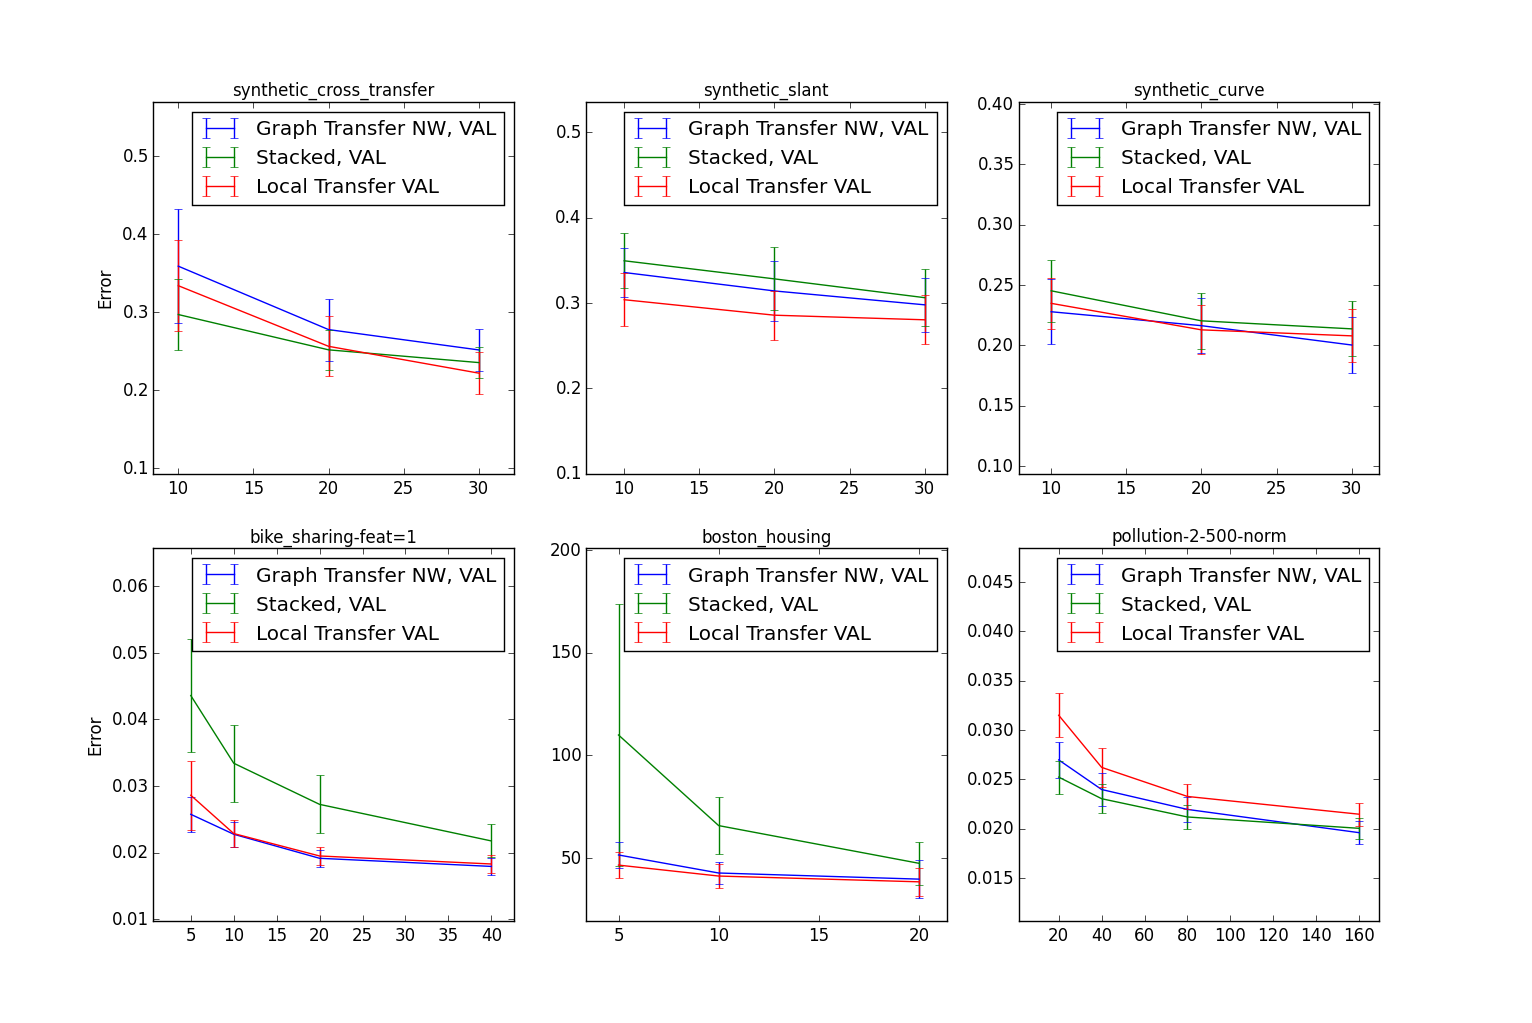 synthetic_cross_transfer
Graph Transfer NW, VAL
Stacked, VAL
Local Transfer VAL
Error
0.5
0.4
0.3
0.2
0.1
10 15 20 25 30
synthetic_slant
Graph Transfer NW, VAL
Stacked, VAL
Local Transfer VAL
0.5
0.4
0.3
0.2
0.1
10 15 20 25 30
synthetic_curve
Graph Transfer NW, VAL
Stacked, VAL
Local Transfer VAL
0.40
0.35
0.30
0.25
0.20
0.15
0.10
10 15 20 25 30
bike_sharing-feat=1
Graph Transfer NW, VAL
Stacked, VAL
Local Transfer VAL
Error
0.06
0.05
0.04
0.03
0.02
0.01
5 10 15 20 25 30 35 40
boston_housing
Graph Transfer NW, VAL
Stacked, VAL
Local Transfer VAL
200
150
100
50
5 10 15 20
pollution-2-500-norm
Graph Transfer NW, VAL
Stacked, VAL
Local Transfer VAL
0.045
0.040
0.035
0.030
0.025
0.020
0.015
20 40 60 80 100 120 140 160